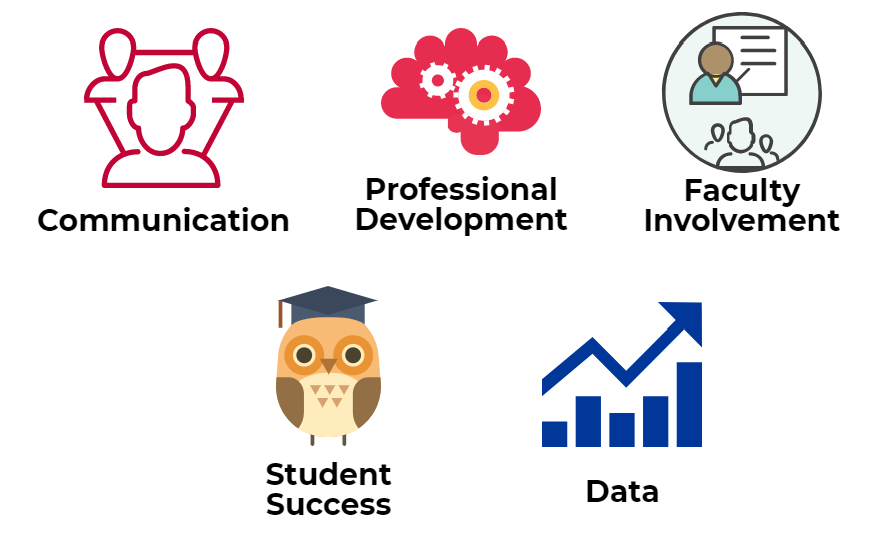 Communication
Professional
Development
Faculty
Involvement
Student
Success
Data